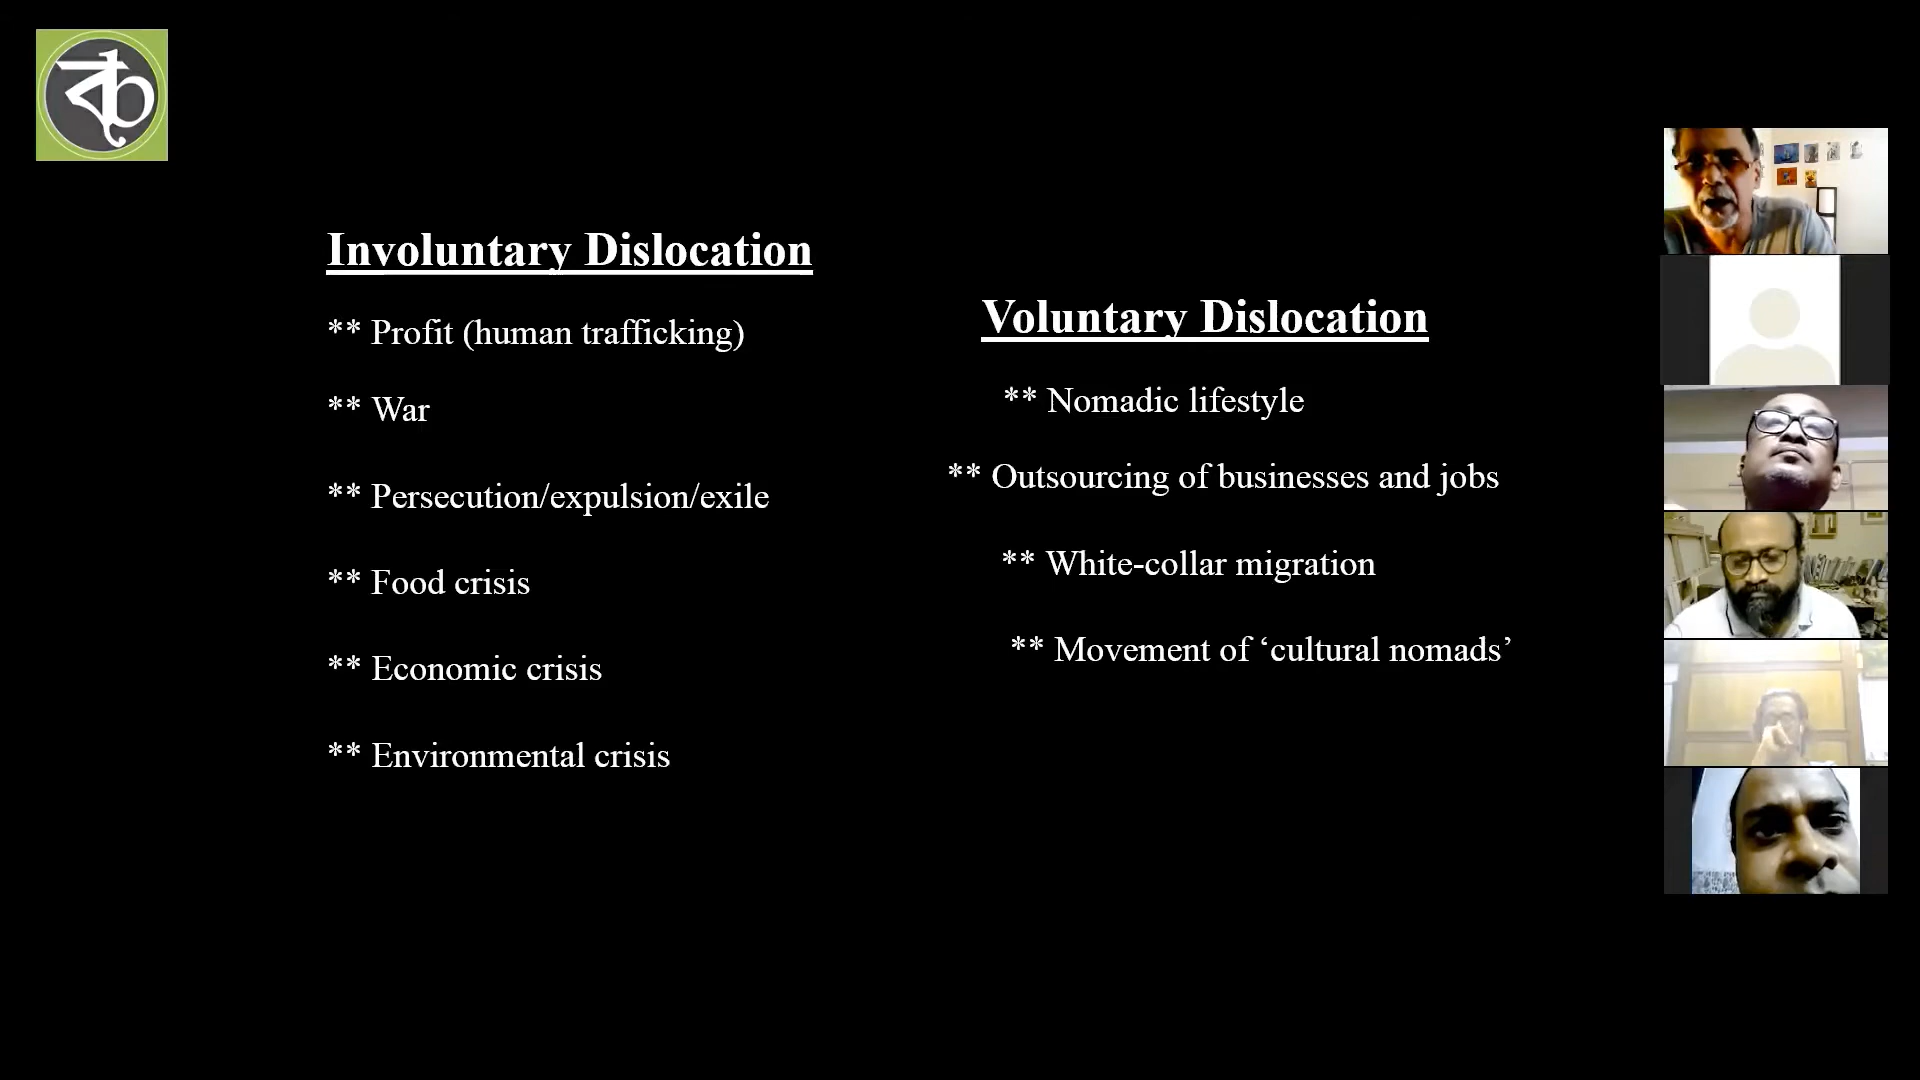 ক
Involuntary Dislocation
** Profit (human trafficking)
** War
** Persecution/expulsion/exile
** Food crisis
** Economic crisis
** Environmental crisis
Voluntary Dislocation
** Nomadic lifestyle
** Outsourcing of businesses and jobs
** White-collar migration
** Movement of ‘cultural nomads’